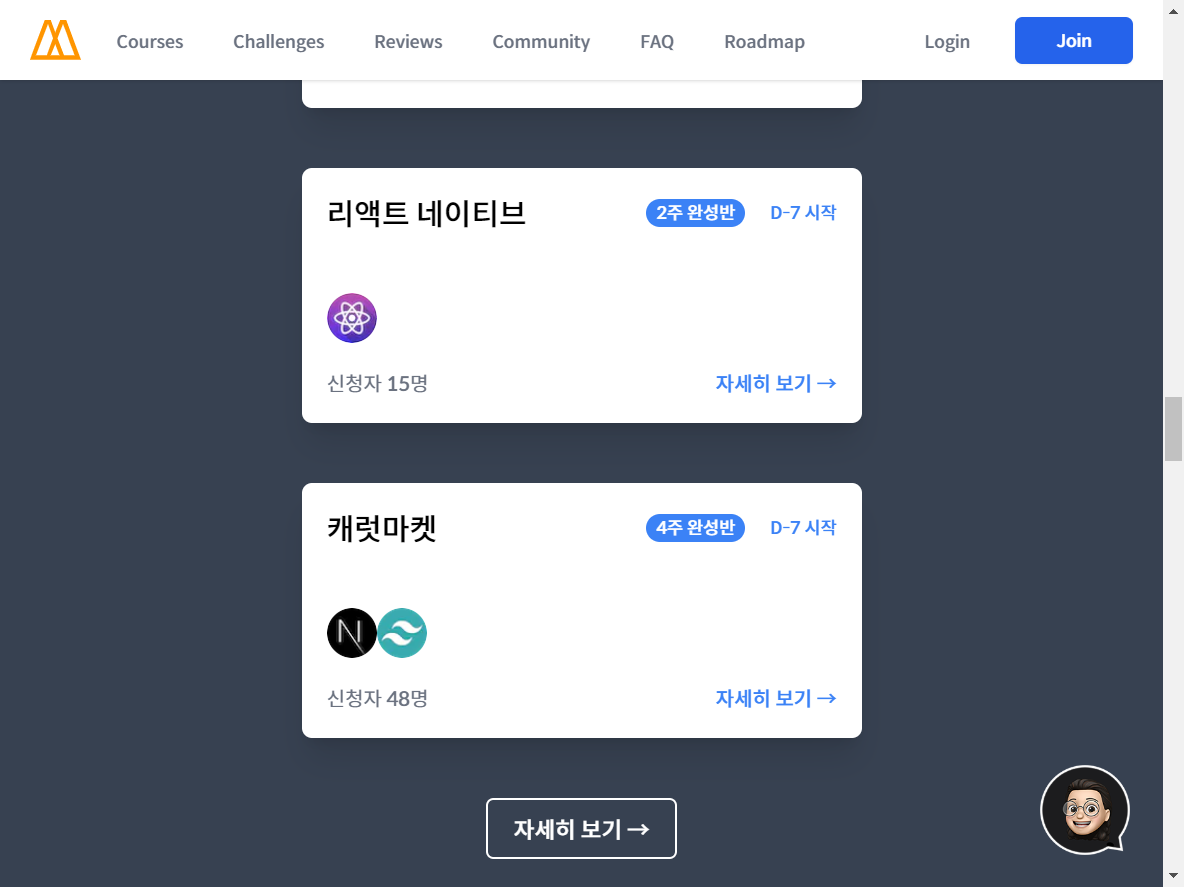 Courses Challenges Reviews Community FAQ Roadmap Login Join
리액트 네이티브 2주 완성반 D-7 시작
신청자 15명 자세히 보기 →
캐럿마켓 4주 완성반 D-7 시작
N
신청자 48명 자세히 보기 →
자세히 보기 →